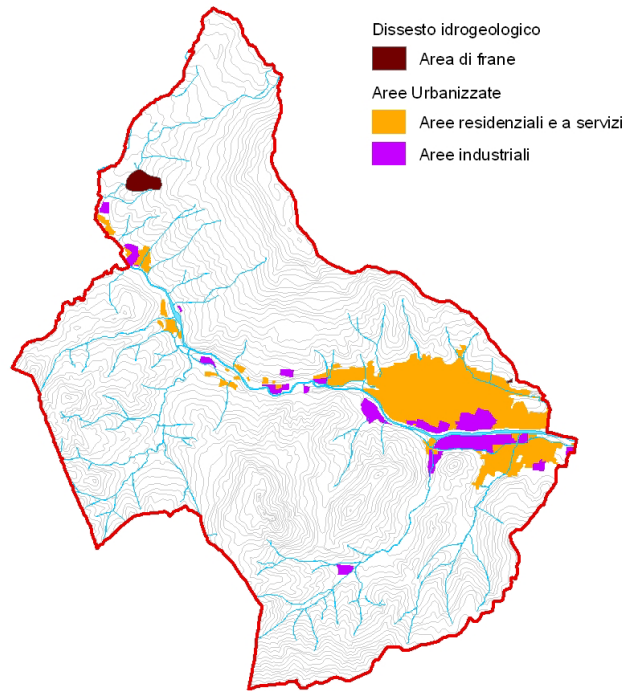 Dissesto idrogeologico
Area di frane
Aree Urbanizzate
Aree residenziali e a servizi
Aree industriali